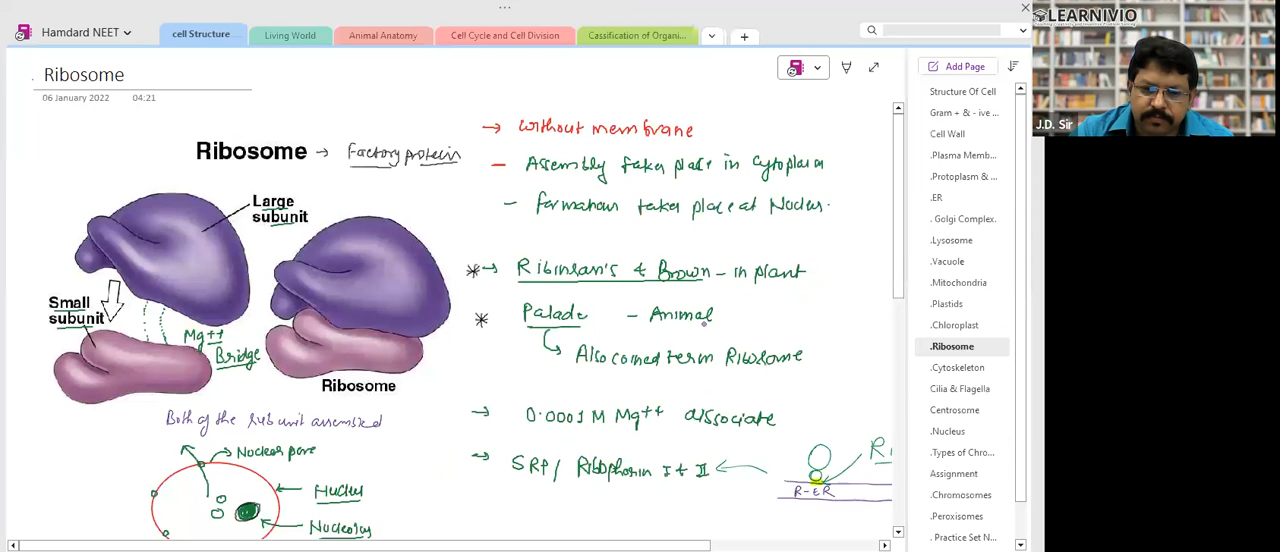 Hamdard NEET
cell Structure
Living World
Animal Anatomy
Cell Cycle and Cell Division
Cassification of Organi...
LEARNIVIO
J.D. Sir
Add Page
Structure Of Cell
Gram + & - ive ...
Cell Wall
.Plasma Memb...
.Protoplasm & ...
.ER
. Golgi Complex.
.Lysosome
.Vacuole
.Mitochondria
.Plastids
.Chloroplast
.Ribosome
.Cytoskeleton
Cilia & Flagella
Centrosome
.Nucleus
.Types of Chro...
Assignment
.Chromosomes
.Peroxisomes
. Practice Set N...
Ribosome
06 January 2022 04:21
Ribosome → Factory protein
Large
subunit
Small
subunit
Mg++
Bridge
Ribosome
Both of the subunit assembled
Nuclear pore
Nucleus
Nucleolus
→ without membrane
– Assembly taker place in Cytoplasm
– formation taker place at Nucleus.
* → Ribinsan's & Brown – in plant
* Palade – Animal
Also coined term Ribosome
→ 0.0001 M Mg++ dissociate
→ SRP/ Ribophorin I + II
R-ER